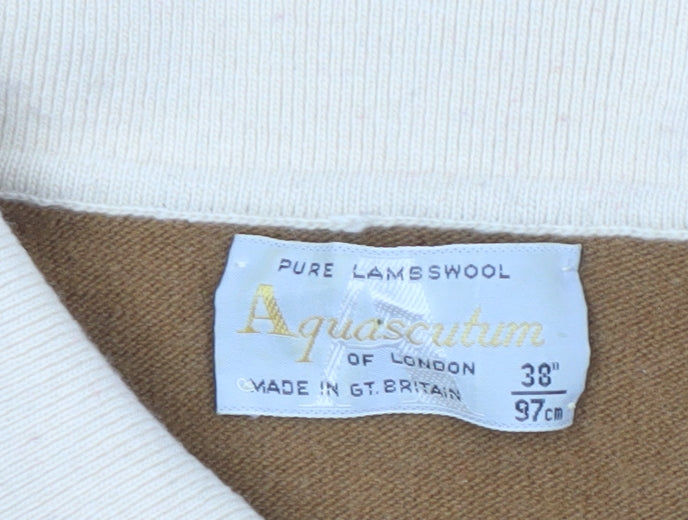 PURE LAMBSWOOL
Aquascutum
OF LONDON
MADE IN GT. BRITAIN
38"
97cm